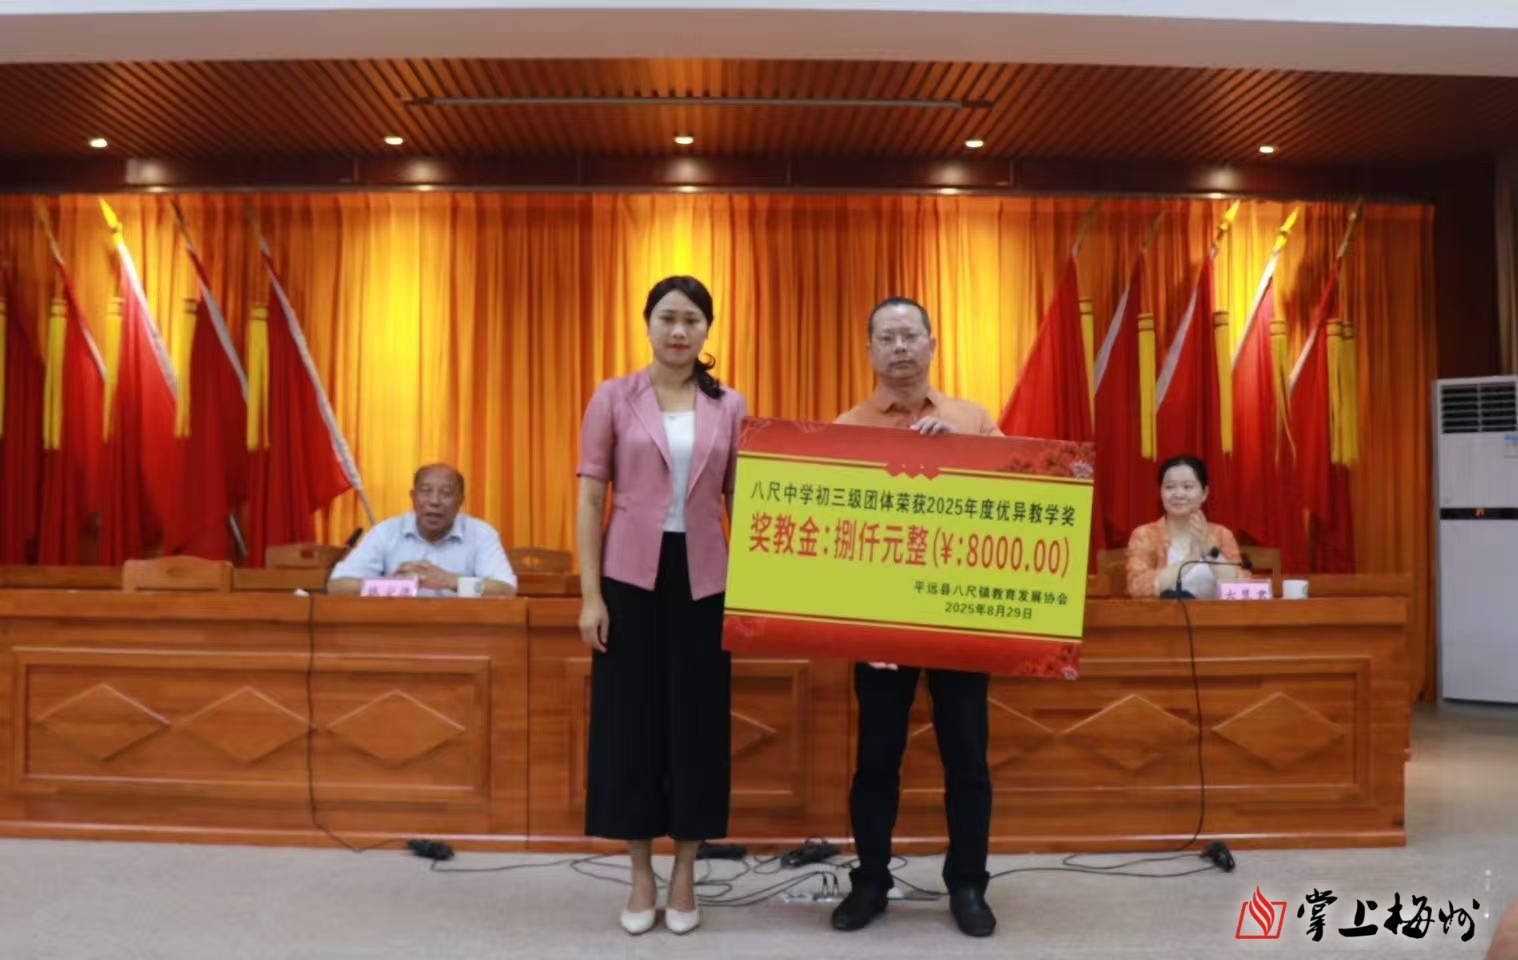 八尺中学初三级团体荣获2025年度优异教学奖
奖教金:捌仟元整(¥:8000.00)
平远县八尺镇教育发展协会
2025年8月29日
掌上梅州